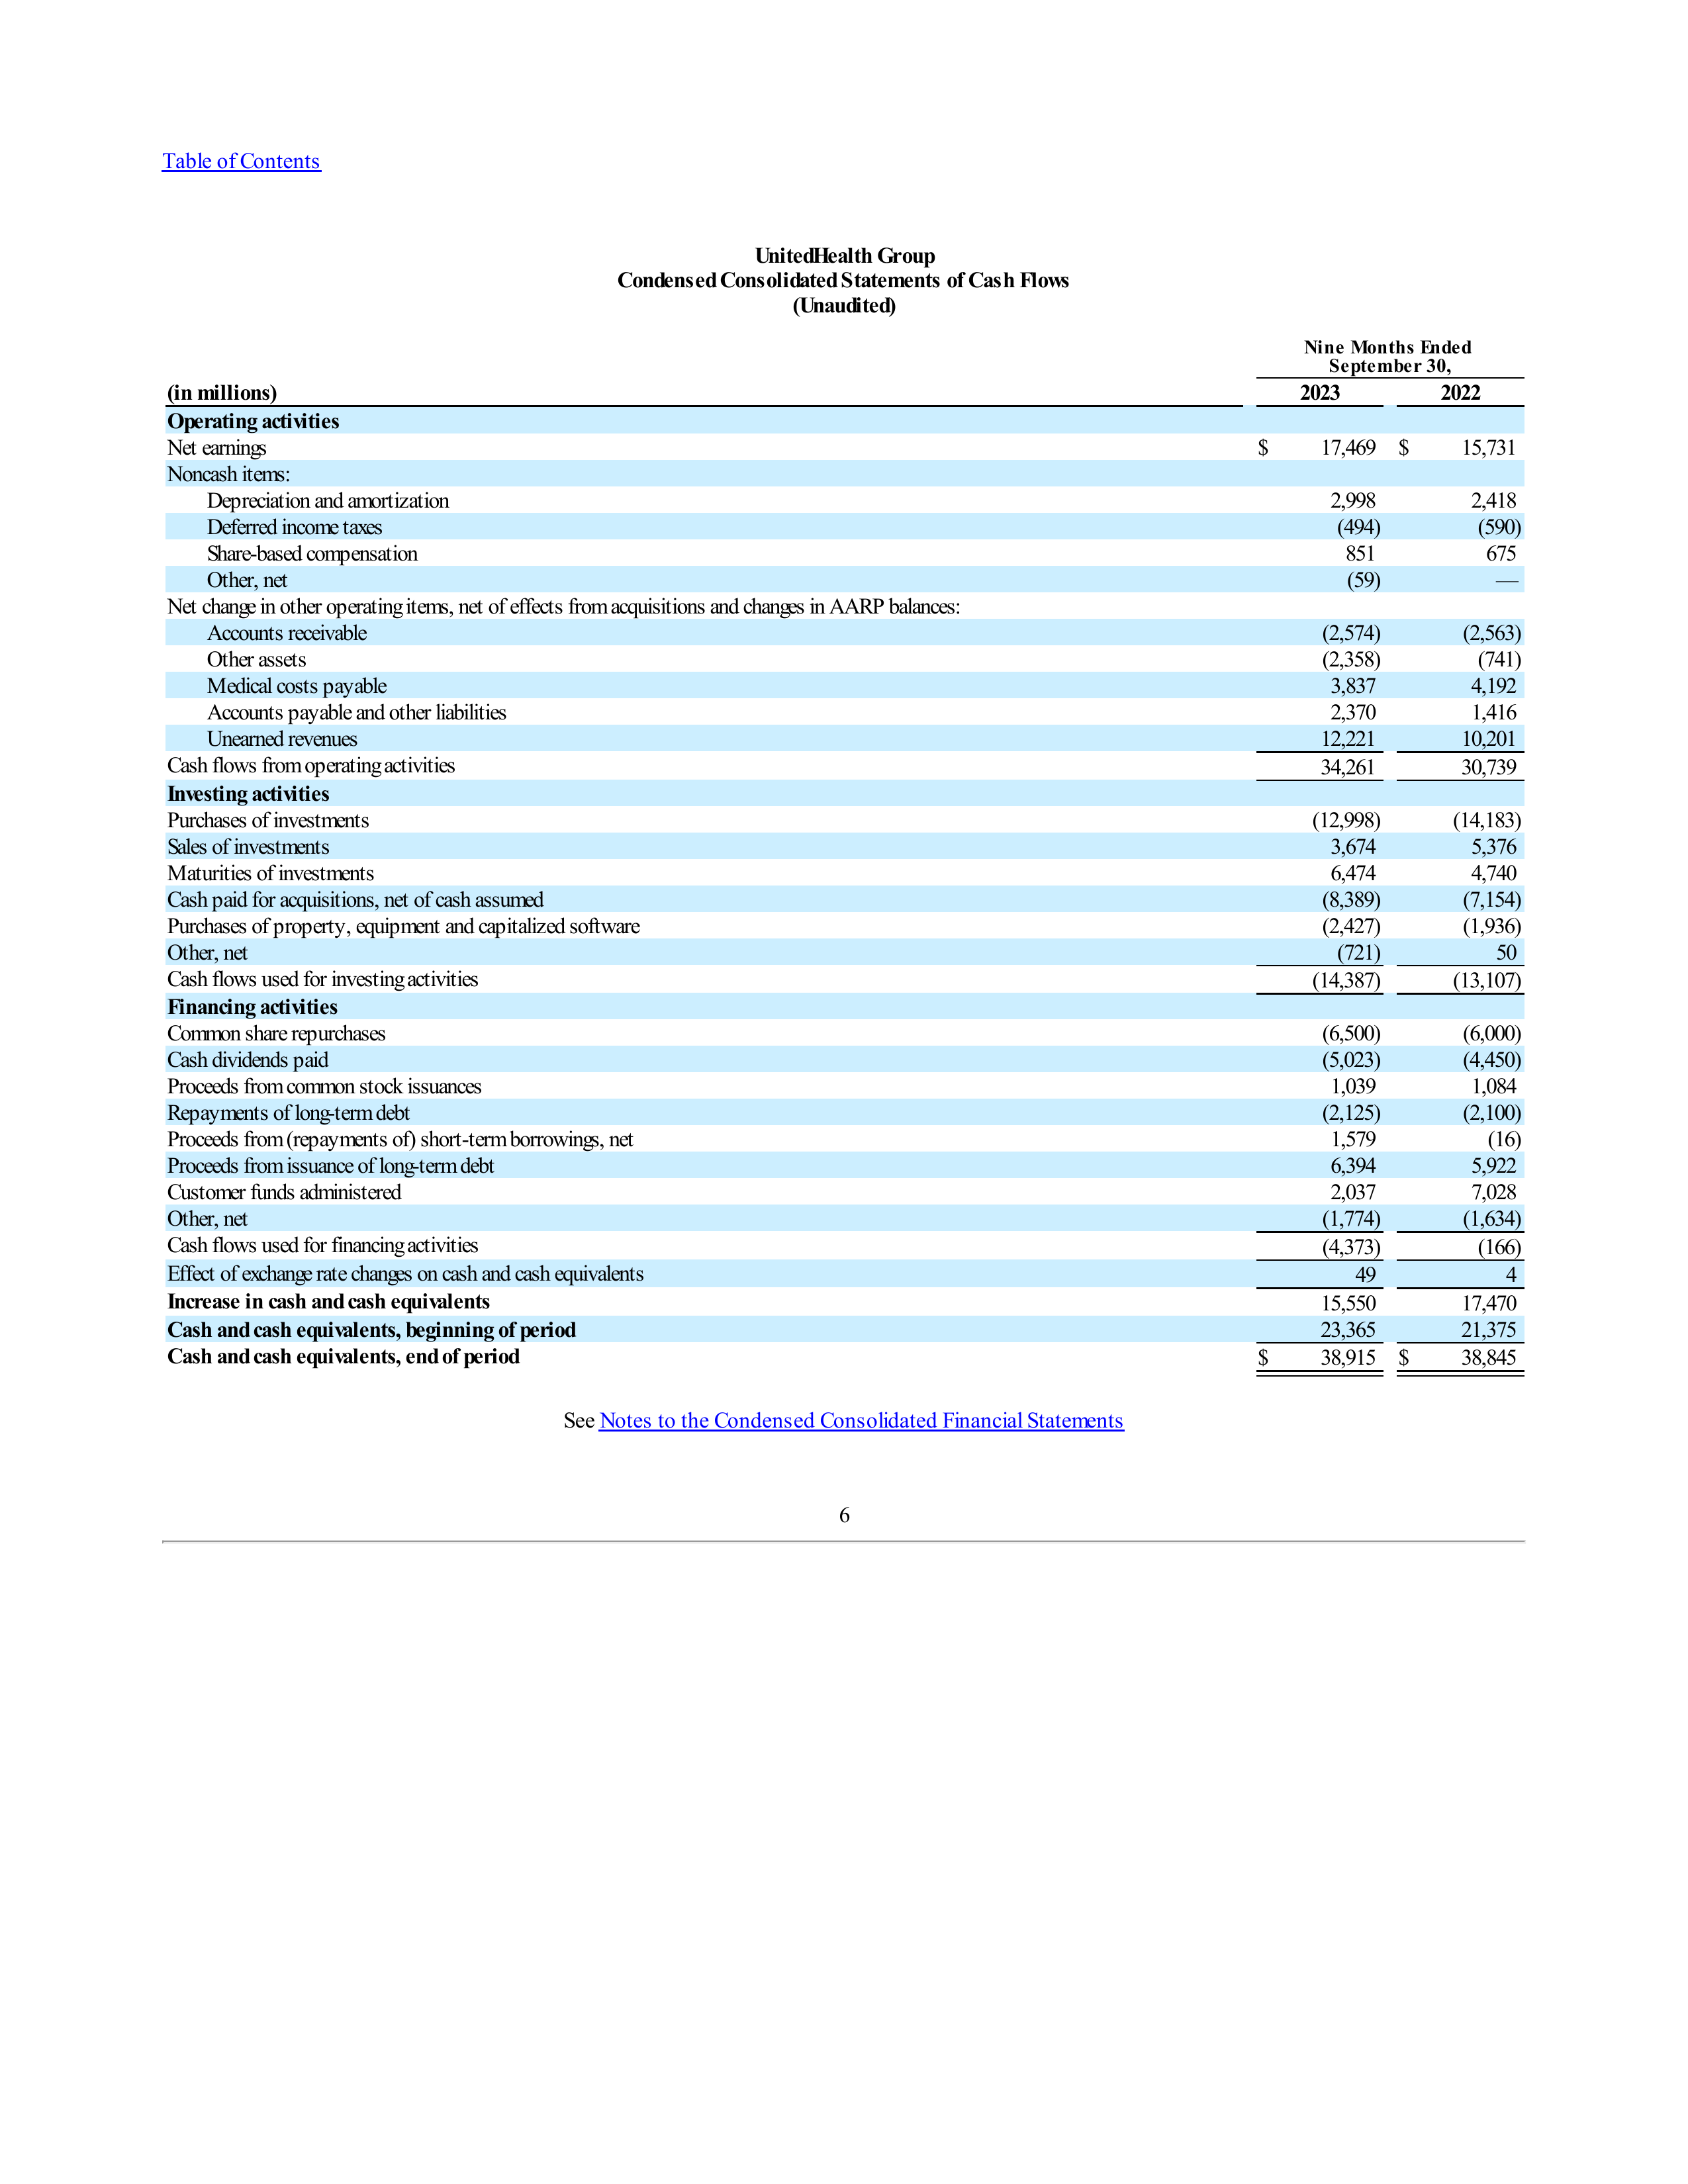 Table of Contents
UnitedHealth Group
Condensed Consolidated Statements of Cash Flows
(Unaudited)
Nine Months Ended
September 30,
(in millions) 2023 2022
Operating activities
Net earnings $ 17,469 $ 15,731
Noncash items:
Depreciation and amortization 2,998 2,418
Deferred income taxes (494) (590)
Share-based compensation 851 675
Other, net (59) —
Net change in other operating items, net of effects from acquisitions and changes in AARP balances:
Accounts receivable (2,574) (2,563)
Other assets (2,358) (741)
Medical costs payable 3,837 4,192
Accounts payable and other liabilities 2,370 1,416
Unearned revenues 12,221 10,201
Cash flows from operating activities 34,261 30,739
Investing activities
Purchases of investments (12,998) (14,183)
Sales of investments 3,674 5,376
Maturities of investments 6,474 4,740
Cash paid for acquisitions, net of cash assumed (8,389) (7,154)
Purchases of property, equipment and capitalized software (2,427) (1,936)
Other, net (721) 50
Cash flows used for investing activities (14,387) (13,107)
Financing activities
Common share repurchases (6,500) (6,000)
Cash dividends paid (5,023) (4,450)
Proceeds from common stock issuances 1,039 1,084
Repayments of long-term debt (2,125) (2,100)
Proceeds from (repayments of) short-term borrowings, net 1,579 (16)
Proceeds from issuance of long-term debt 6,394 5,922
Customer funds administered 2,037 7,028
Other, net (1,774) (1,634)
Cash flows used for financing activities (4,373) (166)
Effect of exchange rate changes on cash and cash equivalents 49 4
Increase in cash and cash equivalents 15,550 17,470
Cash and cash equivalents, beginning of period 23,365 21,375
Cash and cash equivalents, end of period $ 38,915 $ 38,845
See Notes to the Condensed Consolidated Financial Statements
6